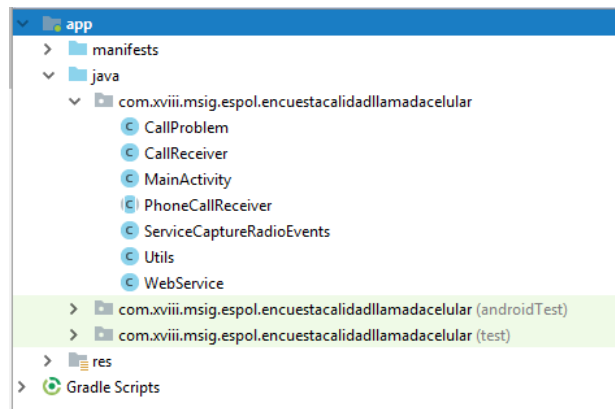 app
manifests
java
com.xviii.msig.espol.encuestacalidadllamadacelular
CallProblem
CallReceiver
MainActivity
PhoneCallReceiver
ServiceCaptureRadioEvents
Utils
WebService
com.xviii.msig.espol.encuestacalidadllamadacelular (androidTest)
com.xviii.msig.espol.encuestacalidadllamadacelular (test)
res
Gradle Scripts